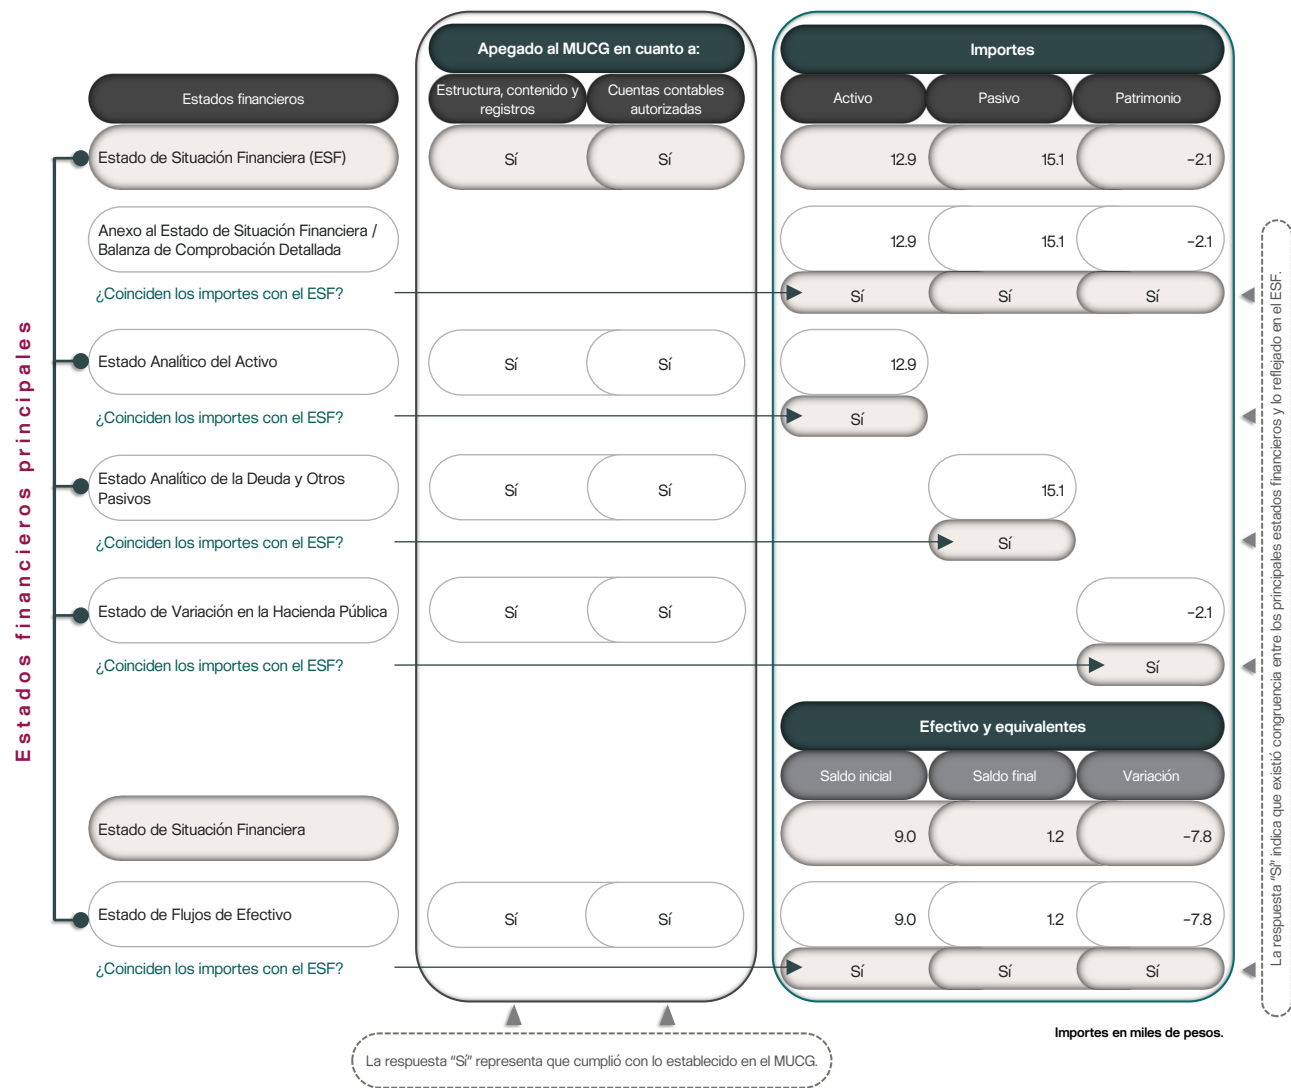 Apegado al MUCG en cuanto a:
Importes
Estados financieros
Estructura, contenido y
registros
Cuentas contables
autorizadas
Activo
Pasivo
Patrimonio
Estado de Situación Financiera (ESF)
Sí
Sí
12.9
15.1
-2.1
Anexo al Estado de Situación Financiera /
Balanza de Comprobación Detallada
12.9
15.1
-2.1
¿Coinciden los importes con el ESF?
Sí
Sí
Sí
Estado Analítico del Activo
Sí
Sí
12.9
¿Coinciden los importes con el ESF?
Sí
Estado Analítico de la Deuda y Otros
Pasivos
Sí
Sí
15.1
¿Coinciden los importes con el ESF?
Sí
Estado de Variación en la Hacienda Pública
Sí
Sí
-2.1
¿Coinciden los importes con el ESF?
Sí
Efectivo y equivalentes
Saldo inicial
Saldo final
Variación
Estado de Situación Financiera
9.0
1.2
-7.8
Estado de Flujos de Efectivo
Sí
Sí
9.0
1.2
-7.8
¿Coinciden los importes con el ESF?
Sí
Sí
Sí
Importes en miles de pesos.
La respuesta "Sí" representa que cumplió con lo establecido en el MUCG.
Estados financieros principales
La respuesta "Sí" indica que existió congruencia entre los principales estados financieros y lo reflejado en el ESF.